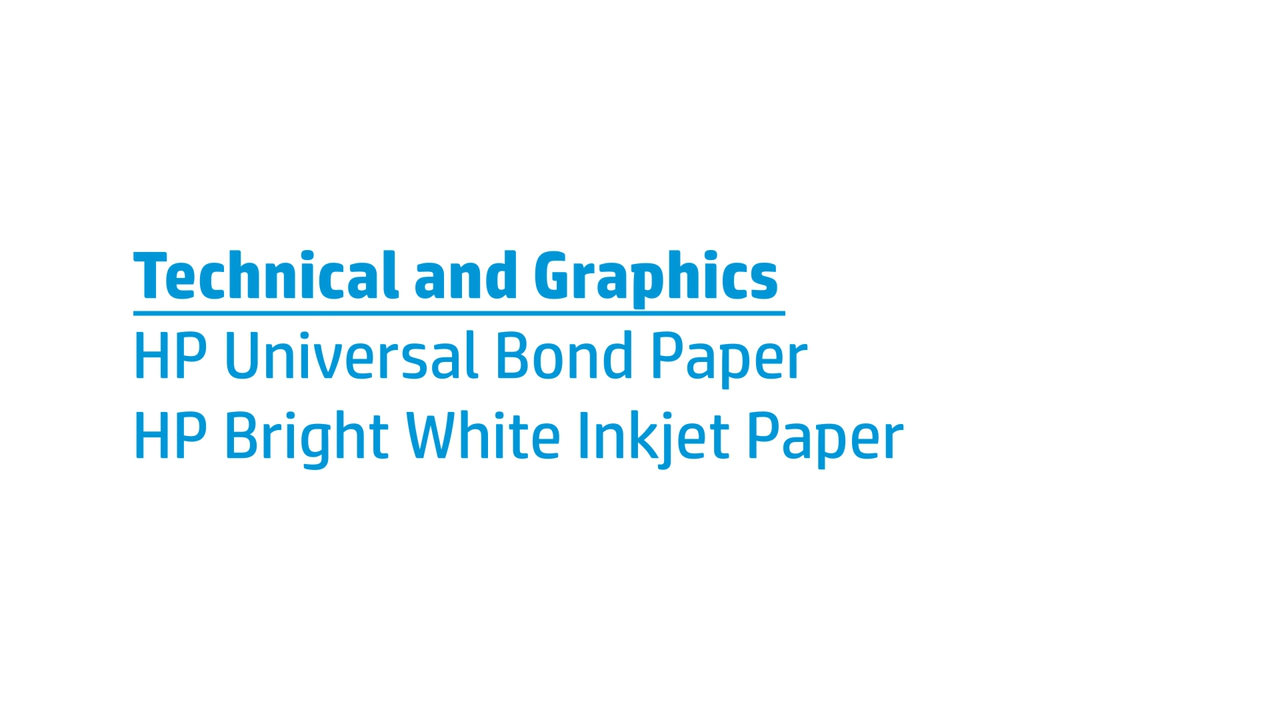 Technical and Graphics
HP Universal Bond Paper
HP Bright White Inkjet Paper